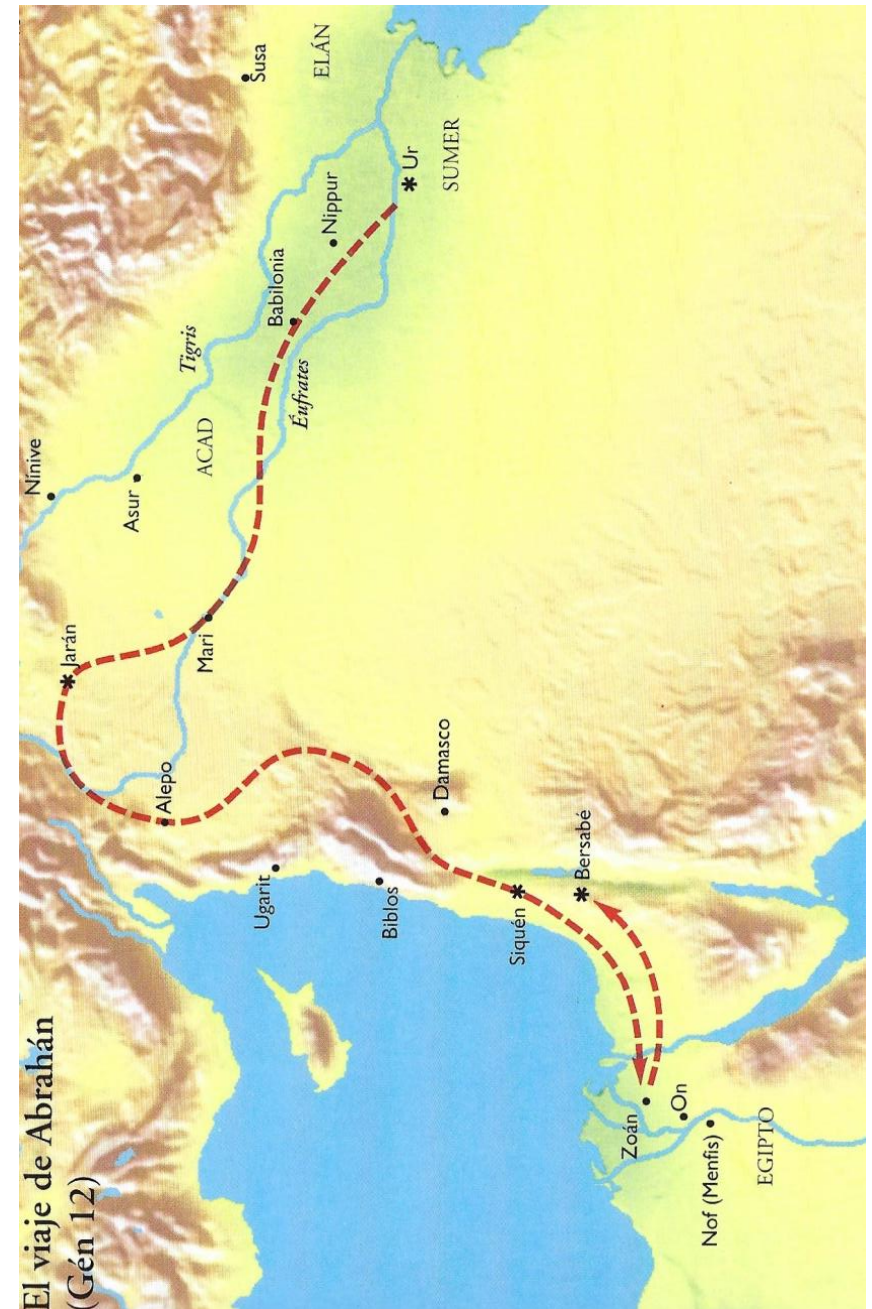 El viaje de Abrahán
(Gén 12)
Nínive
Jarán
Susa
Asur
Tigris
ELÁN
ACAD
Alepo
Mari
Babilonia
Nippur
Éufrates
Ur
SUMER
Ugarit
Biblos
Damasco
Siquén
Bersabé
Zoán
On
Nof (Menfis)
EGIPTO